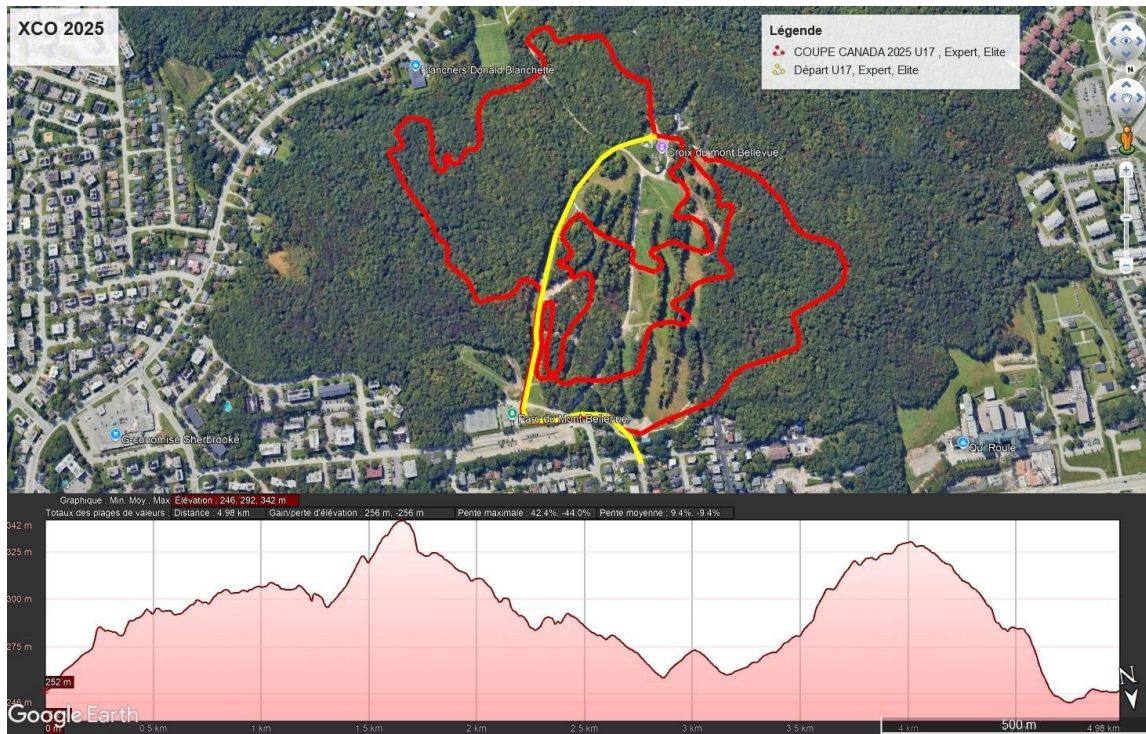 XCO 2025
Légende
COUPE CANADA 2025 U17 , Expert, Elite
Départ U17, Expert, Elite
N
Planchers Donald Blanchette
Croix du mont Bellevue
Parc du Mont Bellevue
G-conomise Sherbrooke
Qui Roule
Graphique : Min. Moy., Max Élévation : 246, 292, 342 m
Totaux des plages de valeurs : Distance : 4.98 km Gain/perte d'élévation : 256 m, -256 m Pente maximale : 42.4%, -44.0% Pente moyenne : 9.4%, -9.4%
342 m
325 m
300 m
275 m
252 m
246 m
N
Google Earth
0 m 0.5 km 1 km 1.5 km 2 km 2.5 km 3 km 3.5 km 4 km 4.98 km
500 m